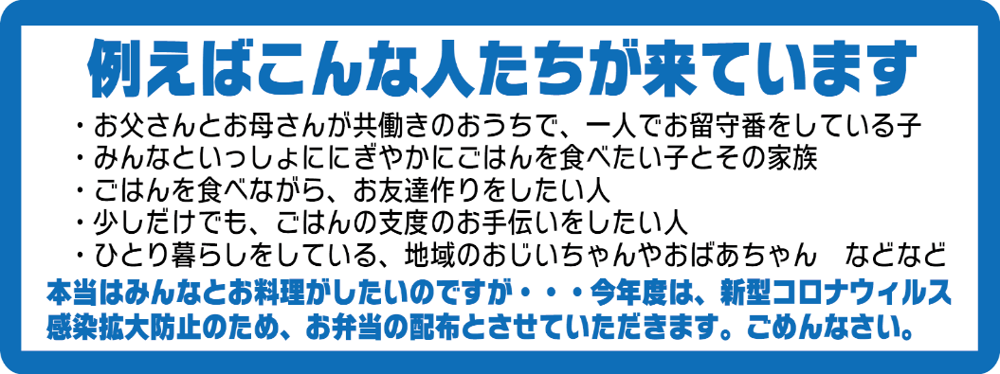 例えばこんな人たちが来ています
・お父さんとお母さんが共働きのおうちで、一人でお留守番をしている子
・みんなといっしょににぎやかにごはんを食べたい子とその家族
・ごはんを食べながら、お友達作りをしたい人
・少しだけでも、ごはんの支度のお手伝いをしたい人
・ひとり暮らしをしている、地域のおじいちゃんやおばあちゃん　などなど
本当はみんなとお料理がしたいのですが・・・今年度は、新型コロナウィルス
感染拡大防止のため、お弁当の配布とさせていただきます。ごめんなさい。